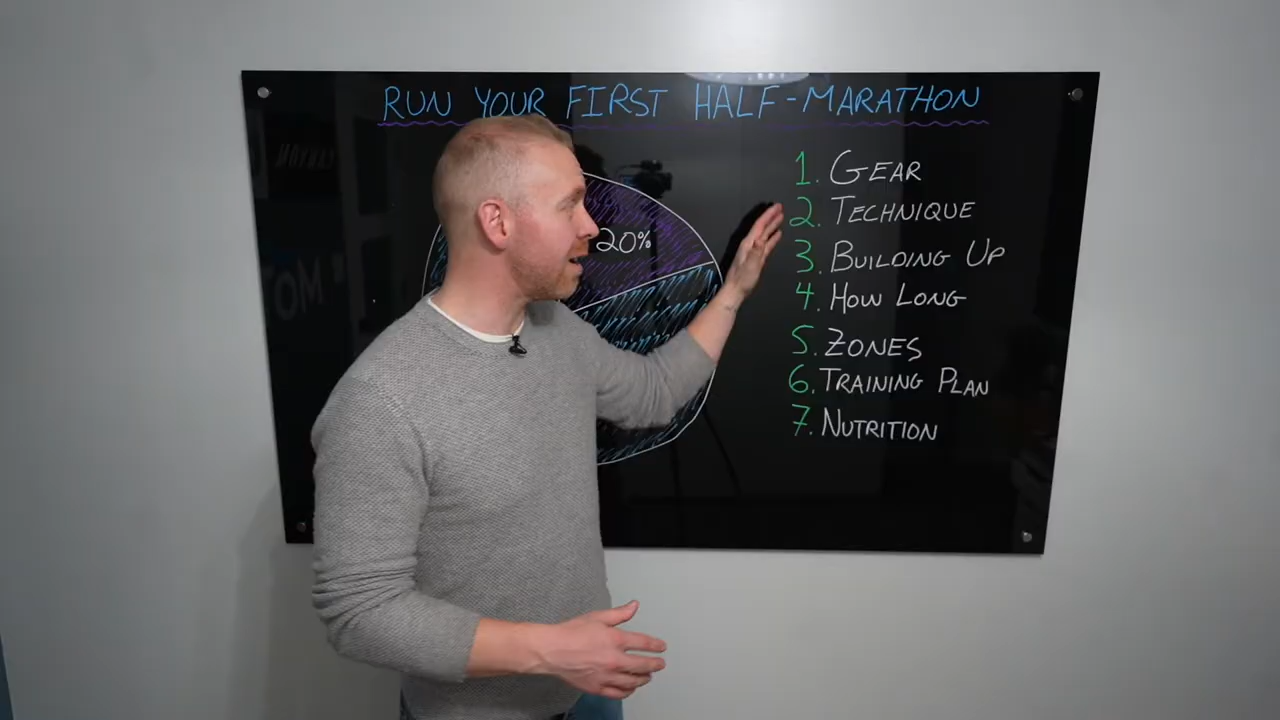 RUN YOUR FIRST HALF-MARATHON
20%
1. GEAR
2. TECHNIQUE
3. BUILDING UP
4. HOW LONG
5. ZONES
6. TRAINING PLAN
7. NUTRITION